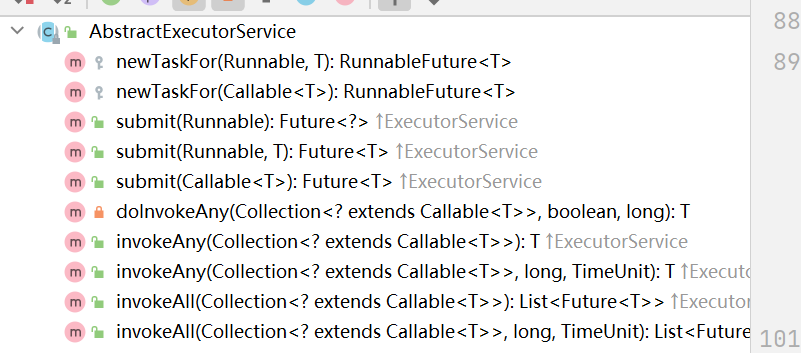 AbstractExecutorService
newTaskFor(Runnable, T): RunnableFuture<T>
newTaskFor(Callable<T>): RunnableFuture<T>
submit(Runnable): Future<?> ↑ExecutorService
submit(Runnable, T): Future<T> ↑ExecutorService
submit(Callable<T>): Future<T> ↑ExecutorService
doInvokeAny(Collection<? extends Callable<T>>, boolean, long): T
invokeAny(Collection<? extends Callable<T>>): T ↑ExecutorService
invokeAny(Collection<? extends Callable<T>>, long, TimeUnit): T ↑Execut
invokeAll(Collection<? extends Callable<T>>): List<Future<T>> ↑Executor
invokeAll(Collection<? extends Callable<T>>, long, TimeUnit): List<Future
88
89
101